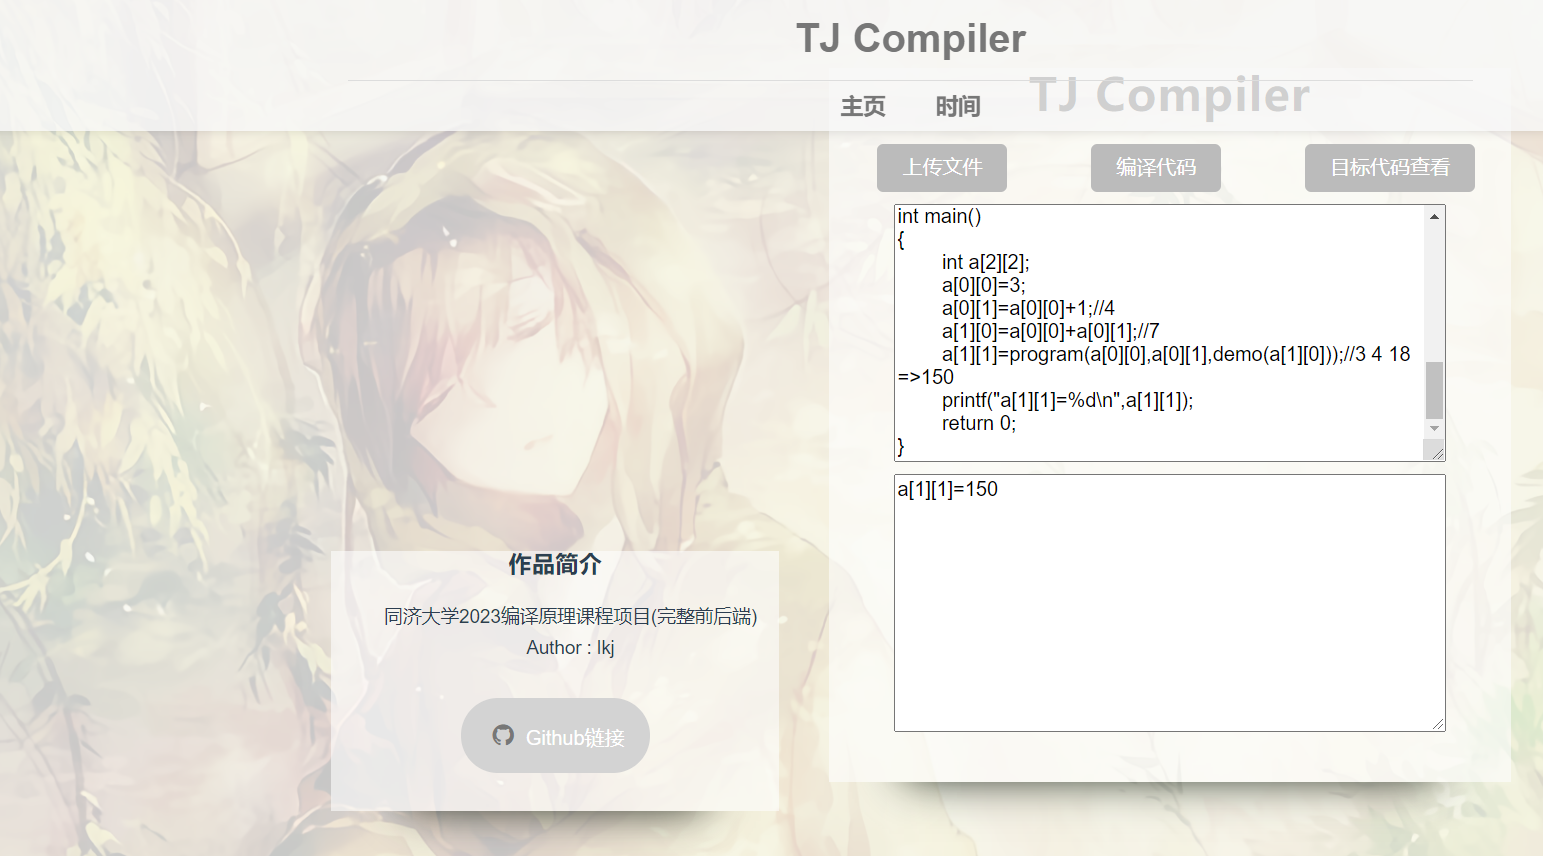 TJ Compiler
主页 时间
TJ Compiler
上传文件 编译代码 目标代码查看
int main()
{
int a[2][2];
a[0][0]=3;
a[0][1]=a[0][0]+1;//4
a[1][0]=a[0][0]+a[0][1];//7
a[1][1]=program(a[0][0],a[0][1],demo(a[1][0]));//3 4 18
=>150
printf("a[1][1]=%d\n",a[1][1]);
return 0;
}
a[1][1]=150
作品简介
同济大学2023编译原理课程项目(完整前后端)
Author : lkj
Github链接